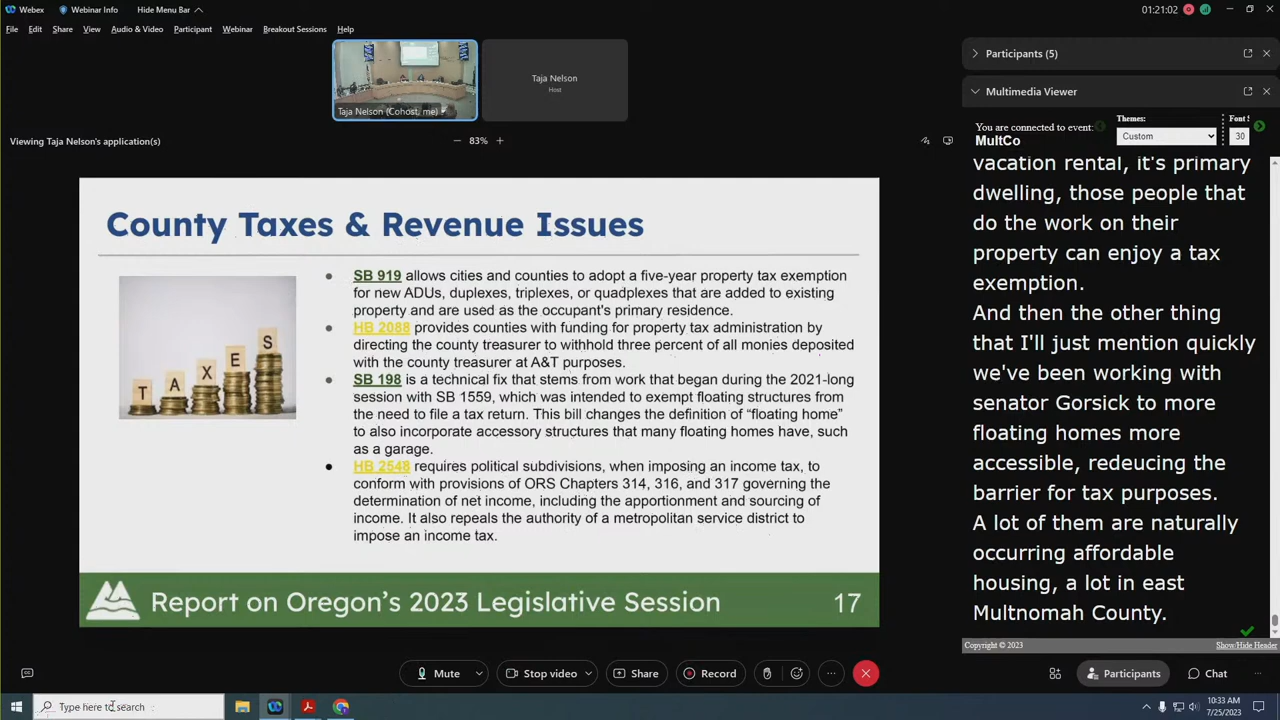 Webex
Webinar Info
Hide Menu Bar
01:21:02
File Edit Share View Audio & Video Participant Webinar Breakout Sessions Help
Taja Nelson (Cohost, me)
Taja Nelson
Host
Viewing Taja Nelson's application(s)
83%
County Taxes & Revenue Issues
TAXES
SB 919 allows cities and counties to adopt a five-year property tax exemption
for new ADUs, duplexes, triplexes, or quadplexes that are added to existing
property and are used as the occupant's primary residence.
HB 2088 provides counties with funding for property tax administration by
directing the county treasurer to withhold three percent of all monies deposited
with the county treasurer at A&T purposes.
SB 198 is a technical fix that stems from work that began during the 2021-long
session with SB 1559, which was intended to exempt floating structures from
the need to file a tax return. This bill changes the definition of “floating home”
to also incorporate accessory structures that many floating homes have, such
as a garage.
HB 2548 requires political subdivisions, when imposing an income tax, to
conform with provisions of ORS Chapters 314, 316, and 317 governing the
determination of net income, including the apportionment and sourcing of
income. It also repeals the authority of a metropolitan service district to
impose an income tax.
Report on Oregon's 2023 Legislative Session
17
Participants (5)
Multimedia Viewer
You are connected to event:
MultCo
Themes:
Custom
Font S
30
vacation rental, it's primary
dwelling, those people that
do the work on their
property can enjoy a tax
exemption.
And then the other thing
that I'll just mention quickly
we've been working with
senator Gorsick to more
floating homes more
accessible, redeucing the
barrier for tax purposes.
A lot of them are naturally
occurring affordable
housing, a lot in east
Multnomah County.
Copyright © 2023
Show/Hide Header
Mute
Stop video
Share
Record
Participants
Chat
Type here to search
10:33 AM
7/25/2023